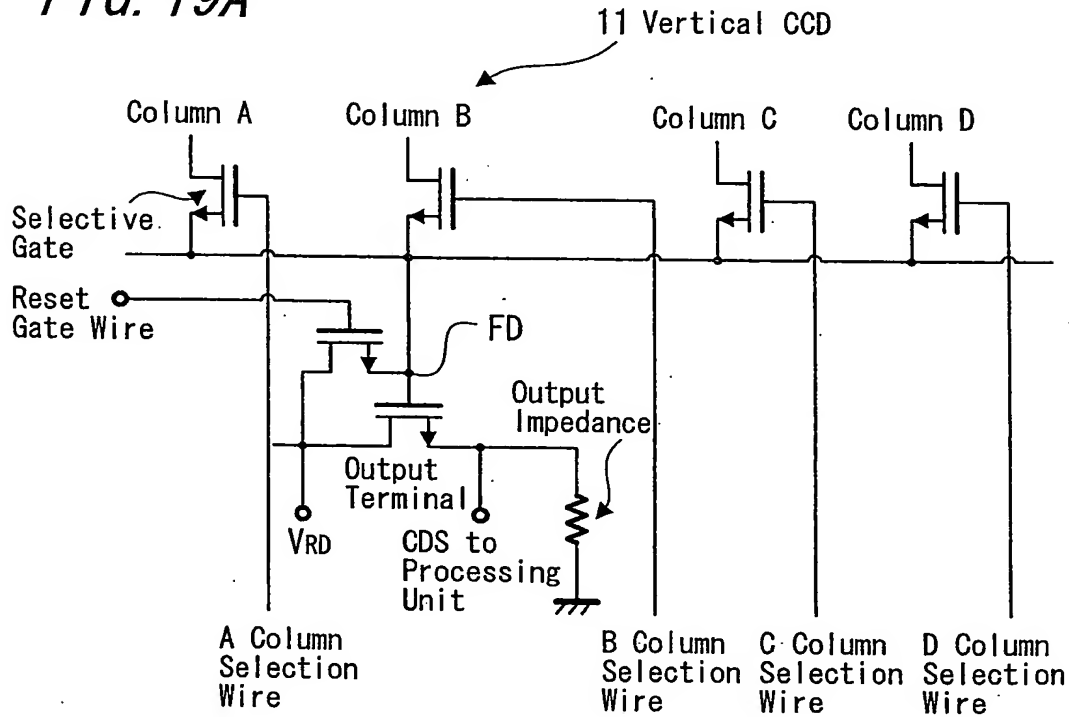 FIG. 19A
11 Vertical CCD
Column A
Column B
Column C
Column D
Selective
Gate
Reset
Gate Wire
FD
Output
Impedance
Output
Terminal
VRD
CDS to
Processing
Unit
A Column
Selection
Wire
B Column
Selection
Wire
C Column
Selection
Wire
D Column
Selection
Wire